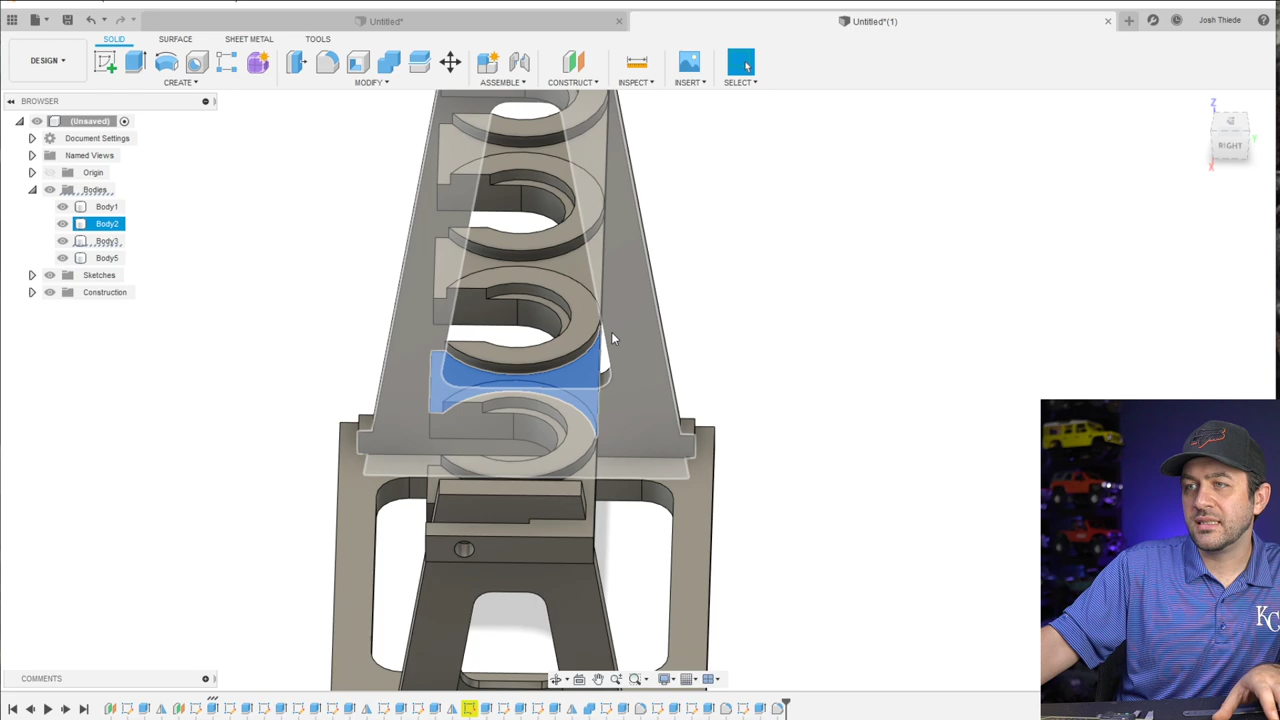 Untitled*
Untitled*(1)
Josh Thiede
DESIGN
SOLID
SURFACE
SHEET METAL
TOOLS
CREATE
MODIFY
ASSEMBLE
CONSTRUCT
INSPECT
INSERT
SELECT
BROWSER
(Unsaved)
Document Settings
Named Views
Origin
Bodies
Body1
Body2
Body3
Body5
Sketches
Construction
Z
RIGHT
Y
X
KC
COMMENTS